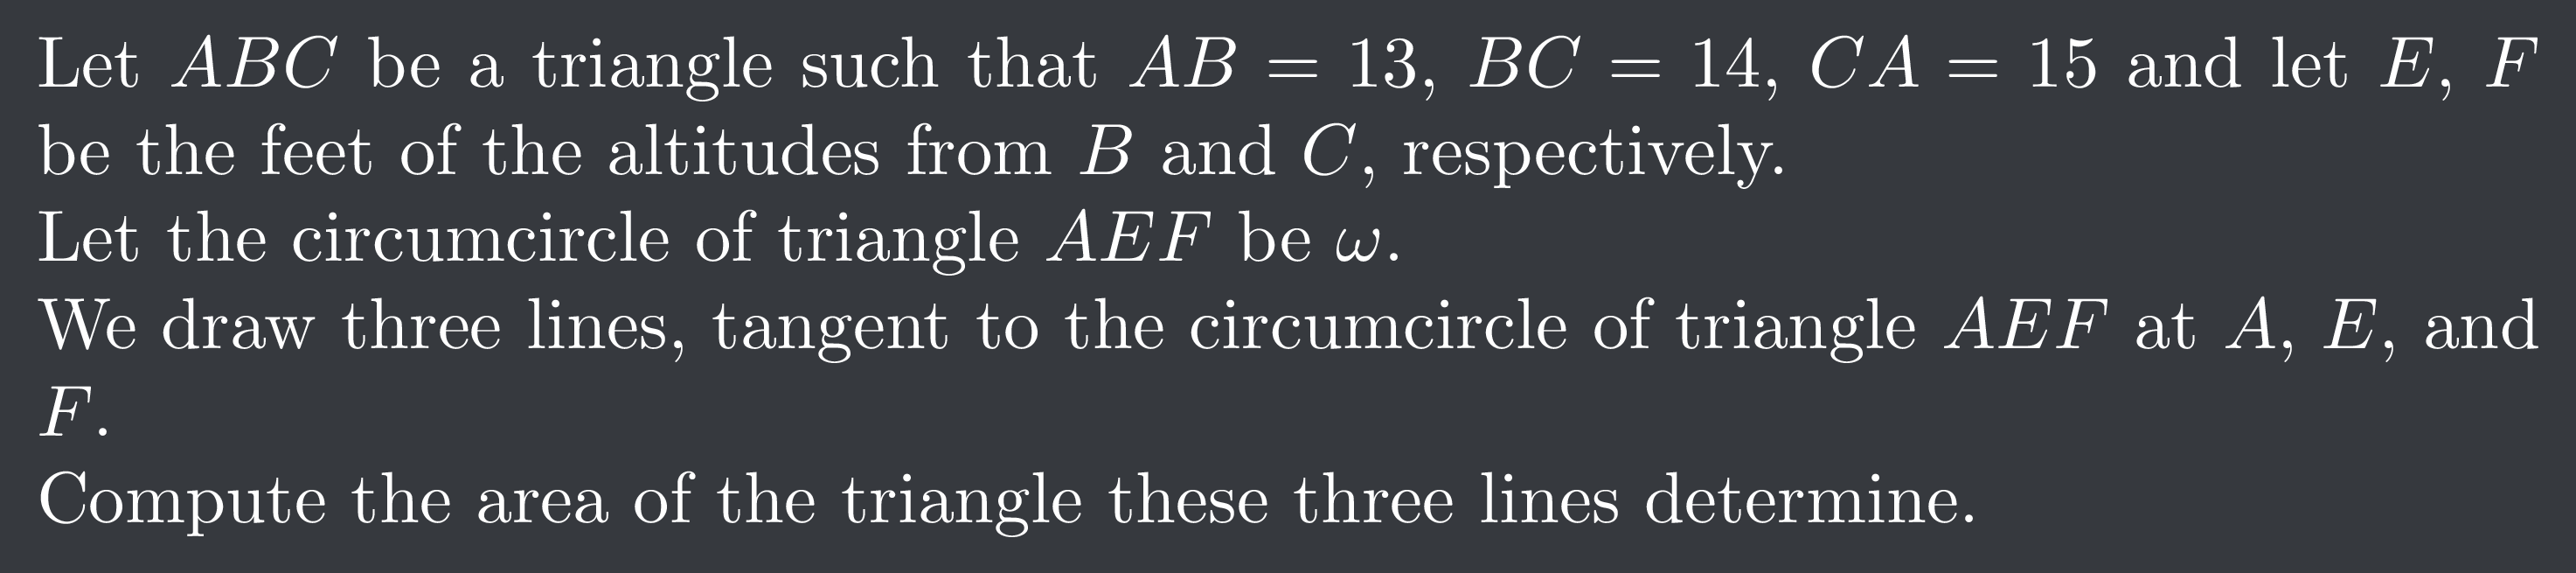 Let ABC be a triangle such that AB = 13, BC = 14, CA = 15 and let E, F
be the feet of the altitudes from B and C, respectively.
Let the circumcircle of triangle AEF be ω.
We draw three lines, tangent to the circumcircle of triangle AEF at A, E, and
F.
Compute the area of the triangle these three lines determine.